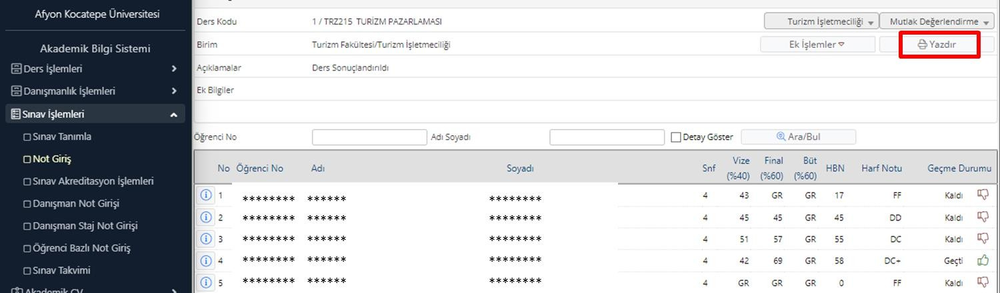 Afyon Kocatepe Üniversitesi
Akademik Bilgi Sistemi
Ders İşlemleri
Danışmanlık İşlemleri
Sınav İşlemleri
Sınav Tanımla
Not Giriş
Sınav Akreditasyon İşlemleri
Danışman Not Girişi
Danışman Staj Not Girişi
Öğrenci Bazlı Not Giriş
Sınav Takvimi
Akademik CV
Ders Kodu 1 / TRZ215 TURİZM PAZARLAMASI Turizm İşletmeciliği Mutlak Değerlendirme
Birim Turizm Fakültesi/Turizm İşletmeciliği Ek İşlemler Yazdır
Açıklamalar Ders Sonuçlandırıldı
Ek Bilgiler
Öğrenci No Adı Soyadı Detay Göster Ara/Bul
No Öğrenci No Adı Soyadı Snf Vize (%40) Final (%60) Büt (%60) HBN Harf Notu Geçme Durumu
1 ******** ****** ******** 4 43 GR GR 17 FF Kaldı
2 ******** ****** ******** 4 45 45 GR 45 DD Kaldı
3 ******** ****** ******** 4 51 57 GR 55 DC Kaldı
4 ******** ****** ******** 4 42 69 GR 58 DC+ Geçti
5 ******** ****** ******** 4 GR GR GR 0 FF Kaldı